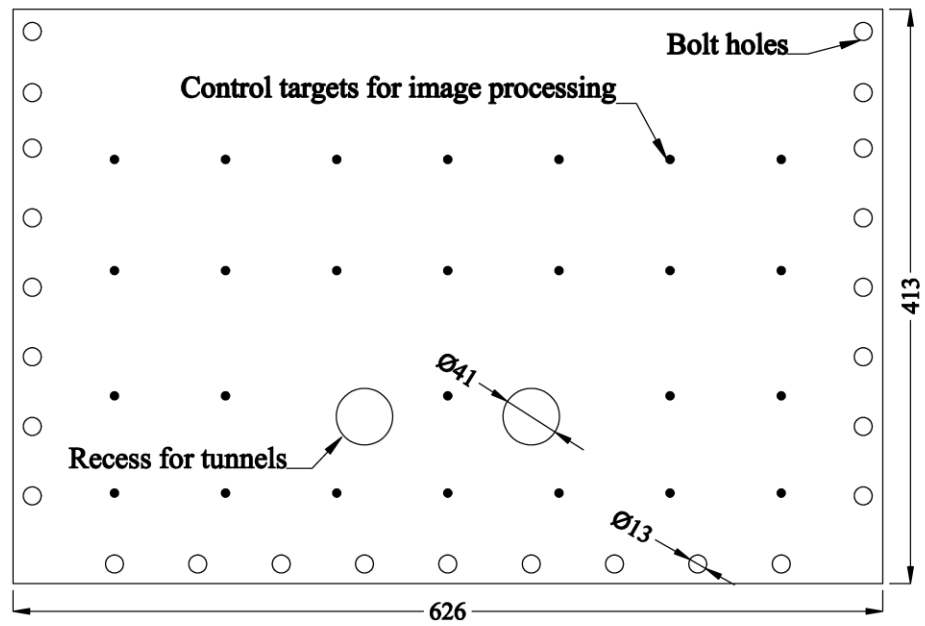 Bolt holes
Control targets for image processing
413
Ø41
Recess for tunnels
Ø13
626